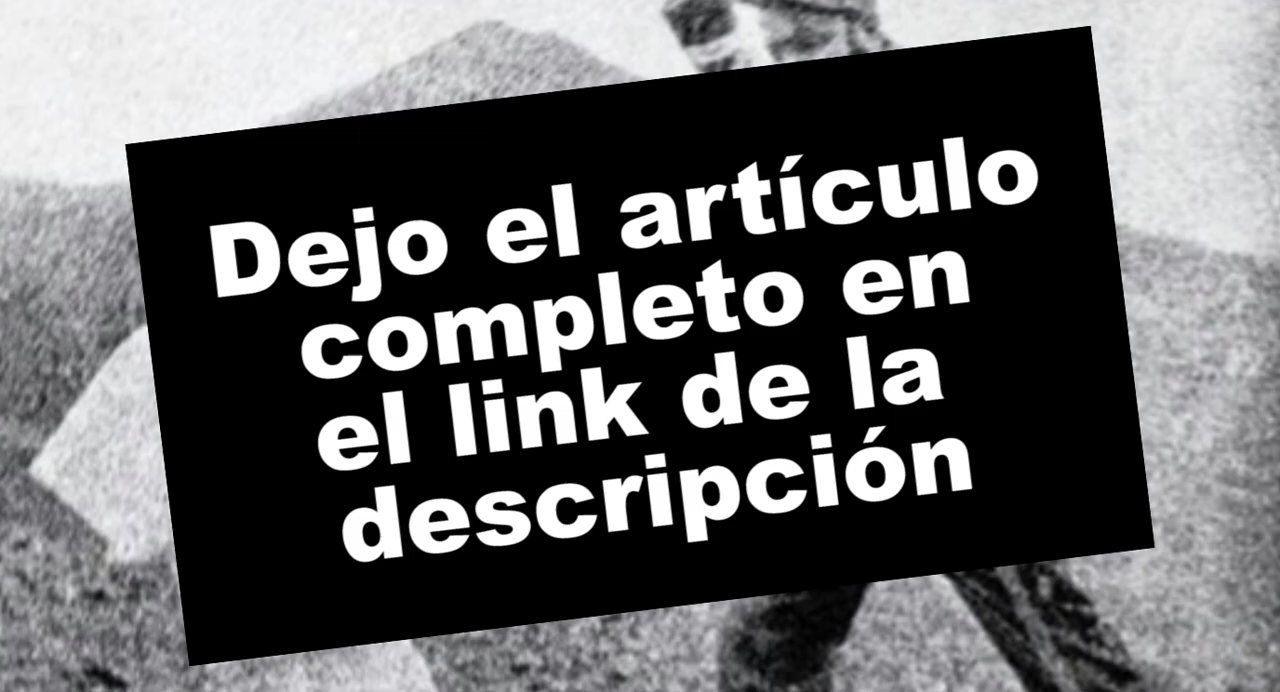 Dejo el artículo
completo en
el link de la
descripción